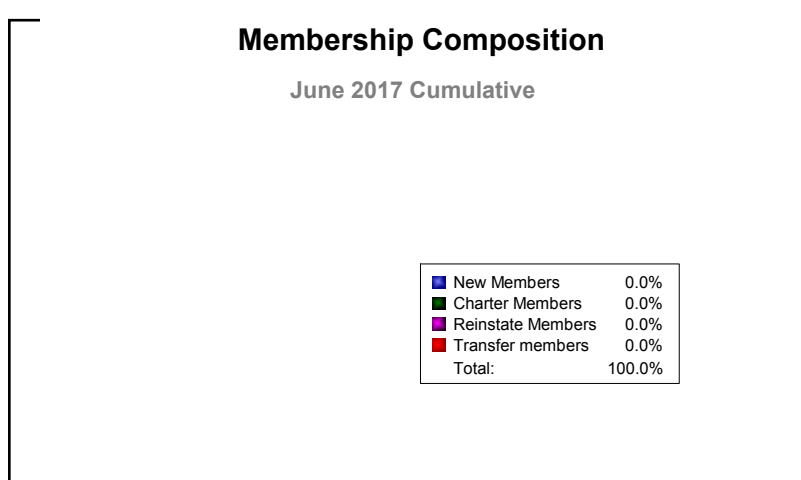 Membership Composition
June 2017 Cumulative
New Members 0.0%
Charter Members 0.0%
Reinstate Members 0.0%
Transfer members 0.0%
Total: 100.0%